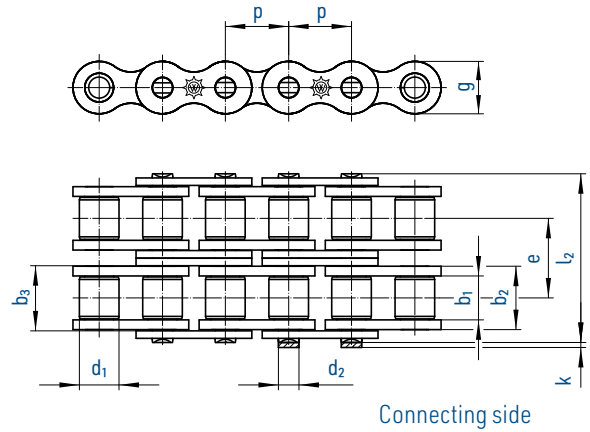 p p
g
b₃
d₁ d₂
b₁ b₂ e l₂
k
Connecting side